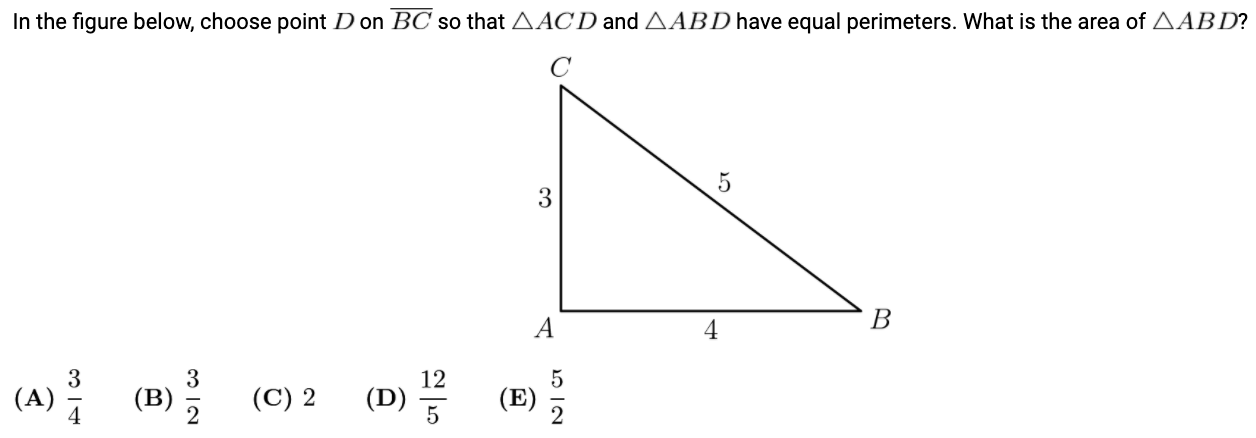 In the figure below, choose point $D$ on $\overline{BC}$ so that $\triangle ACD$ and $\triangle ABD$ have equal perimeters. What is the area of $\triangle ABD$?
C
3
5
A
4
B
(A) $\frac{3}{4}$ (B) $\frac{3}{2}$ (C) 2 (D) $\frac{12}{5}$ (E) $\frac{5}{2}$